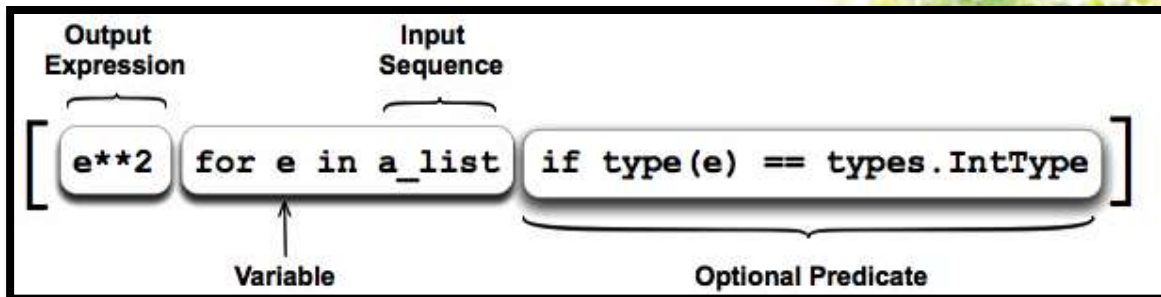 Output Expression
Input Sequence
[ e**2 for e in a_list if type(e) == types.IntType ]
Variable
Optional Predicate